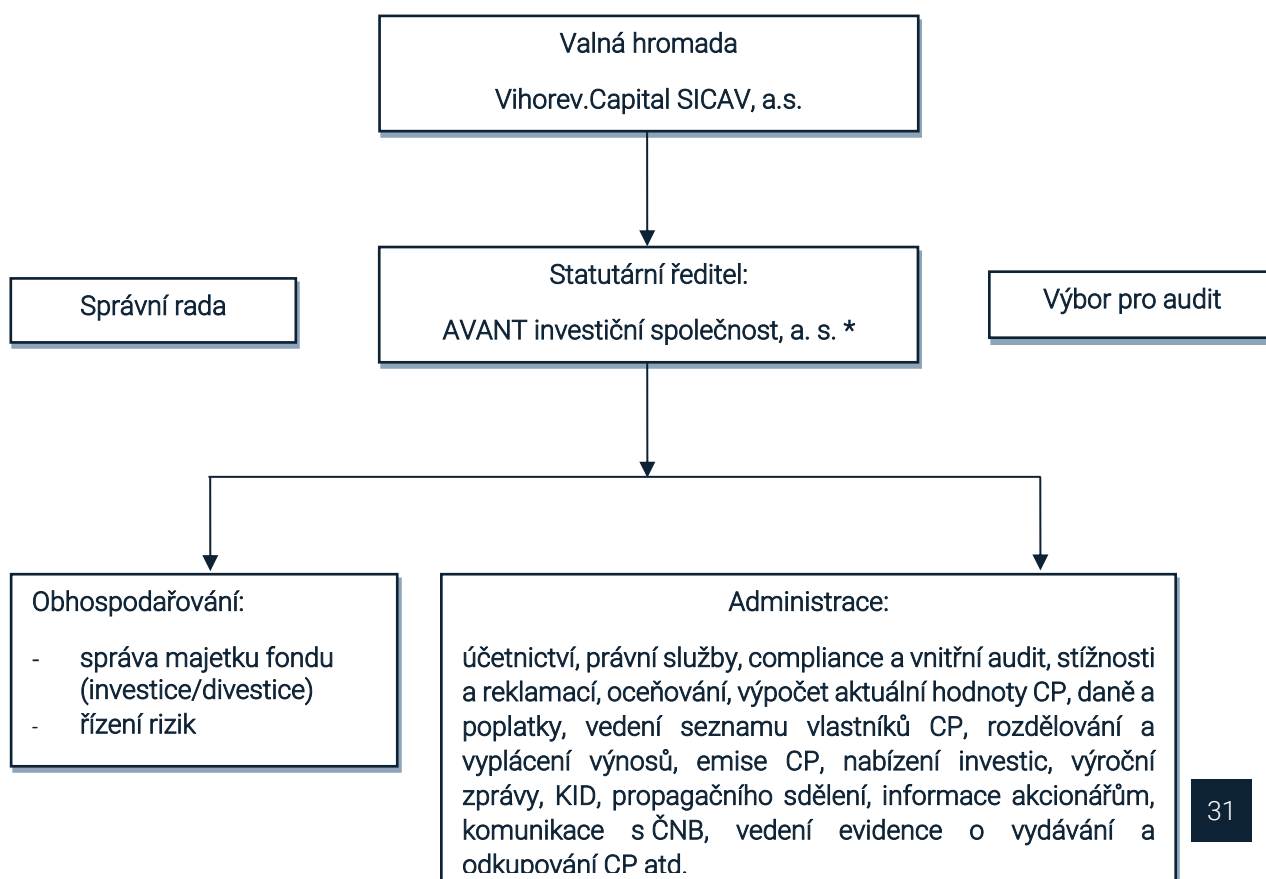 Valná hromada
Vihorev.Capital SICAV, a.s.
Statutární ředitel:
AVANT investiční společnost, a. s. *
Správní rada
Výbor pro audit
Obhospodařování:
- správa majetku fondu
(investice/divestice)
- řízení rizik
Administrace:
účetnictví, právní služby, compliance a vnitřní audit, stížnosti
a reklamací, oceňování, výpočet aktuální hodnoty CP, daně a
poplatky, vedení seznamu vlastníků CP, rozdělování a
vyplácení výnosů, emise CP, nabízení investic, výroční
zprávy, KID, propagačního sdělení, informace akcionářům,
komunikace s ČNB, vedení evidence o vydávání a
odkupování CP atd.
31